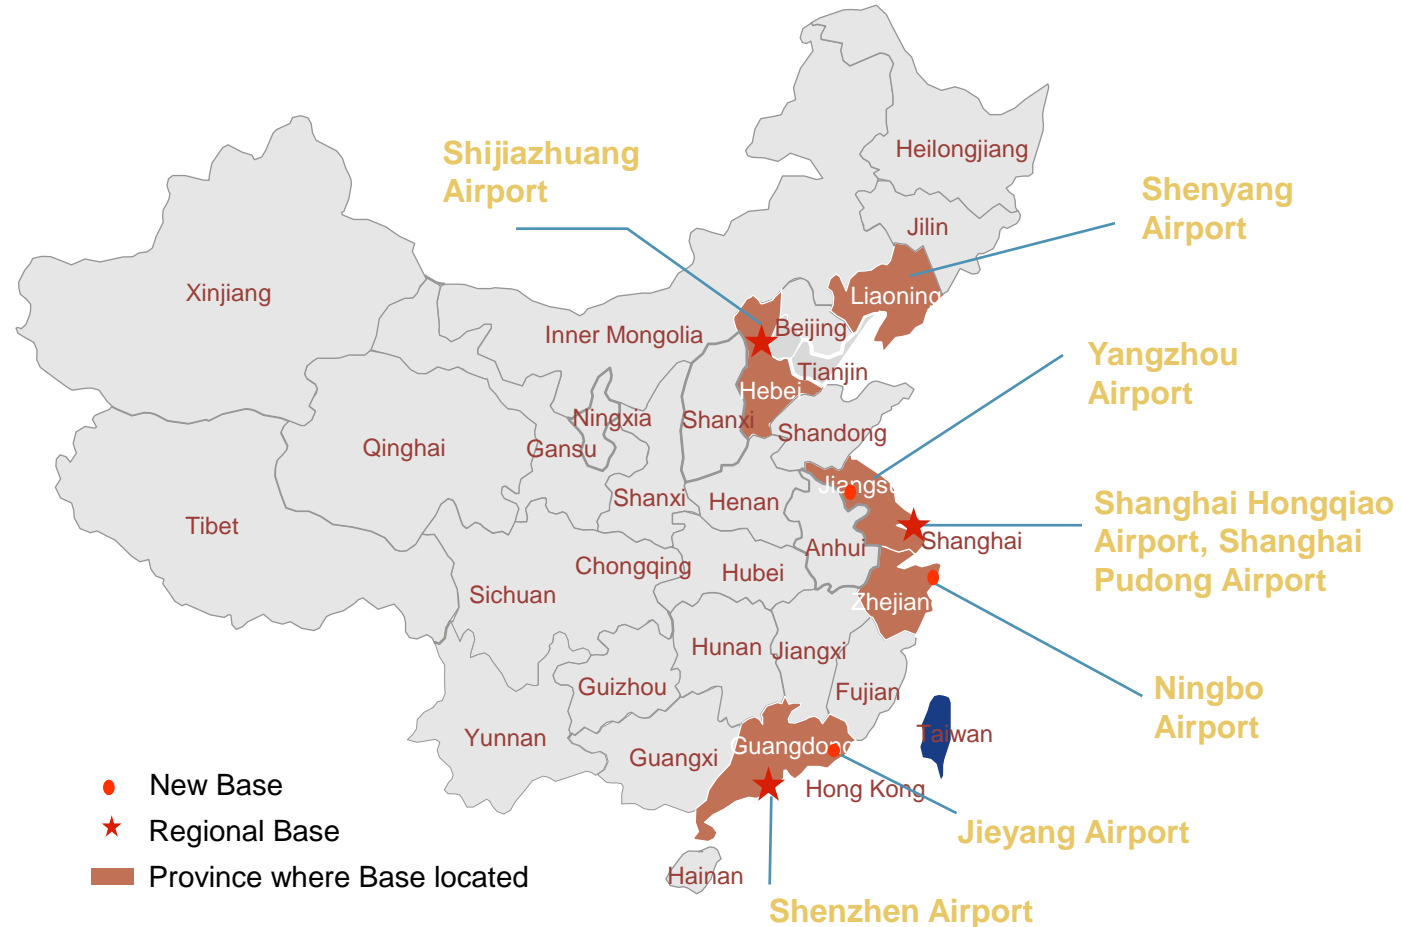 Shijiazhuang
Airport
Heilongjiang
Shenyang
Airport
Jilin
Xinjiang
Liaoning
Inner Mongolia
Beijing
Yangzhou
Airport
Tianjin
Hebei
Ningxia
Shanxi
Shandong
Qinghai
Gansu
Jiangsu
Shanxi
Henan
Shanghai Hongqiao
Airport, Shanghai
Pudong Airport
Tibet
Anhui
Shanghai
Chongqing
Hubei
Sichuan
Zhejiang
Hunan
Jiangxi
Guizhou
Fujian
Ningbo
Airport
Yunnan
Guangxi
Guangdong
Taiwan
Hong Kong
New Base
Regional Base
Jieyang Airport
Province where Base located
Hainan
Shenzhen Airport